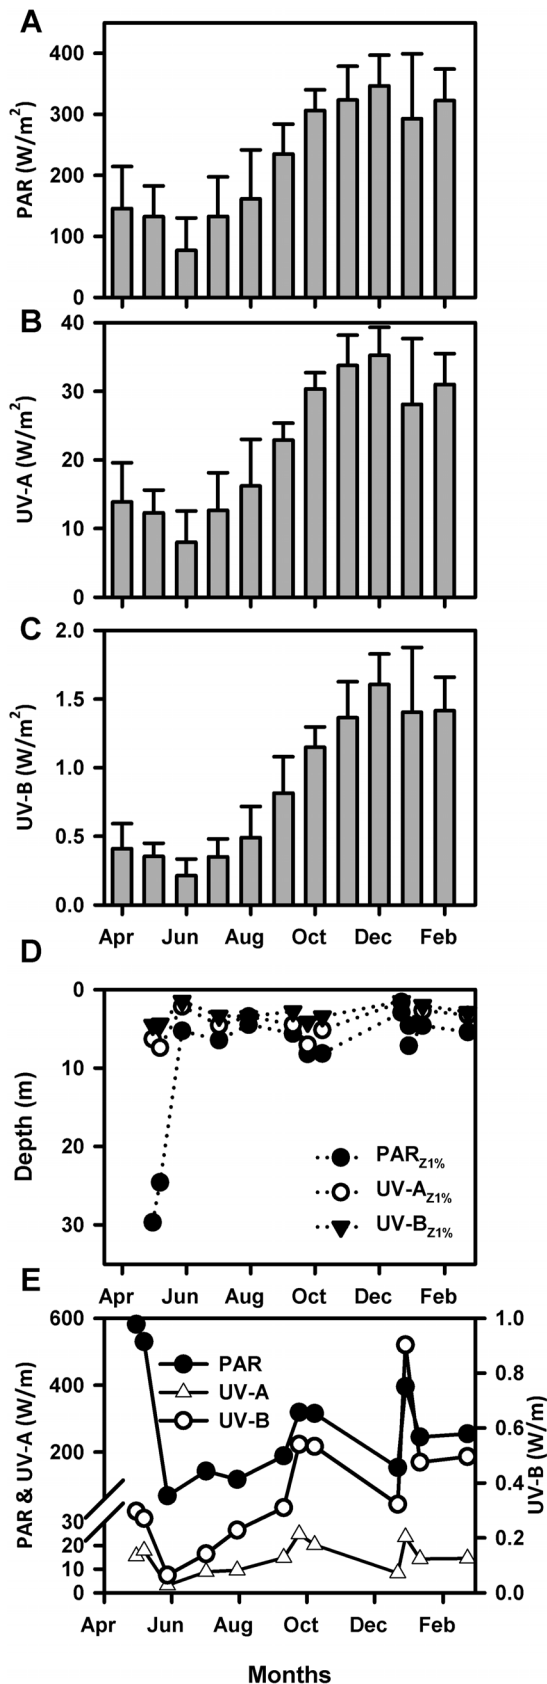 A
400
300
200
100
0
PAR (W/m²)
B
40
30
20
10
0
UV-A (W/m²)
C
2.0
1.5
1.0
0.5
0.0
UV-B (W/m²)
Apr Jun Aug Oct Dec Feb
D
0
10
20
30
Depth (m)
PAR Z1%
UV-A Z1%
UV-B Z1%
Apr Jun Aug Oct Dec Feb
E
600
400
200
30
20
10
0
PAR & UV-A (W/m)
PAR
UV-A
UV-B
1.0
0.8
0.6
0.4
0.2
0.0
UV-B (W/m)
Apr Jun Aug Oct Dec Feb
Months